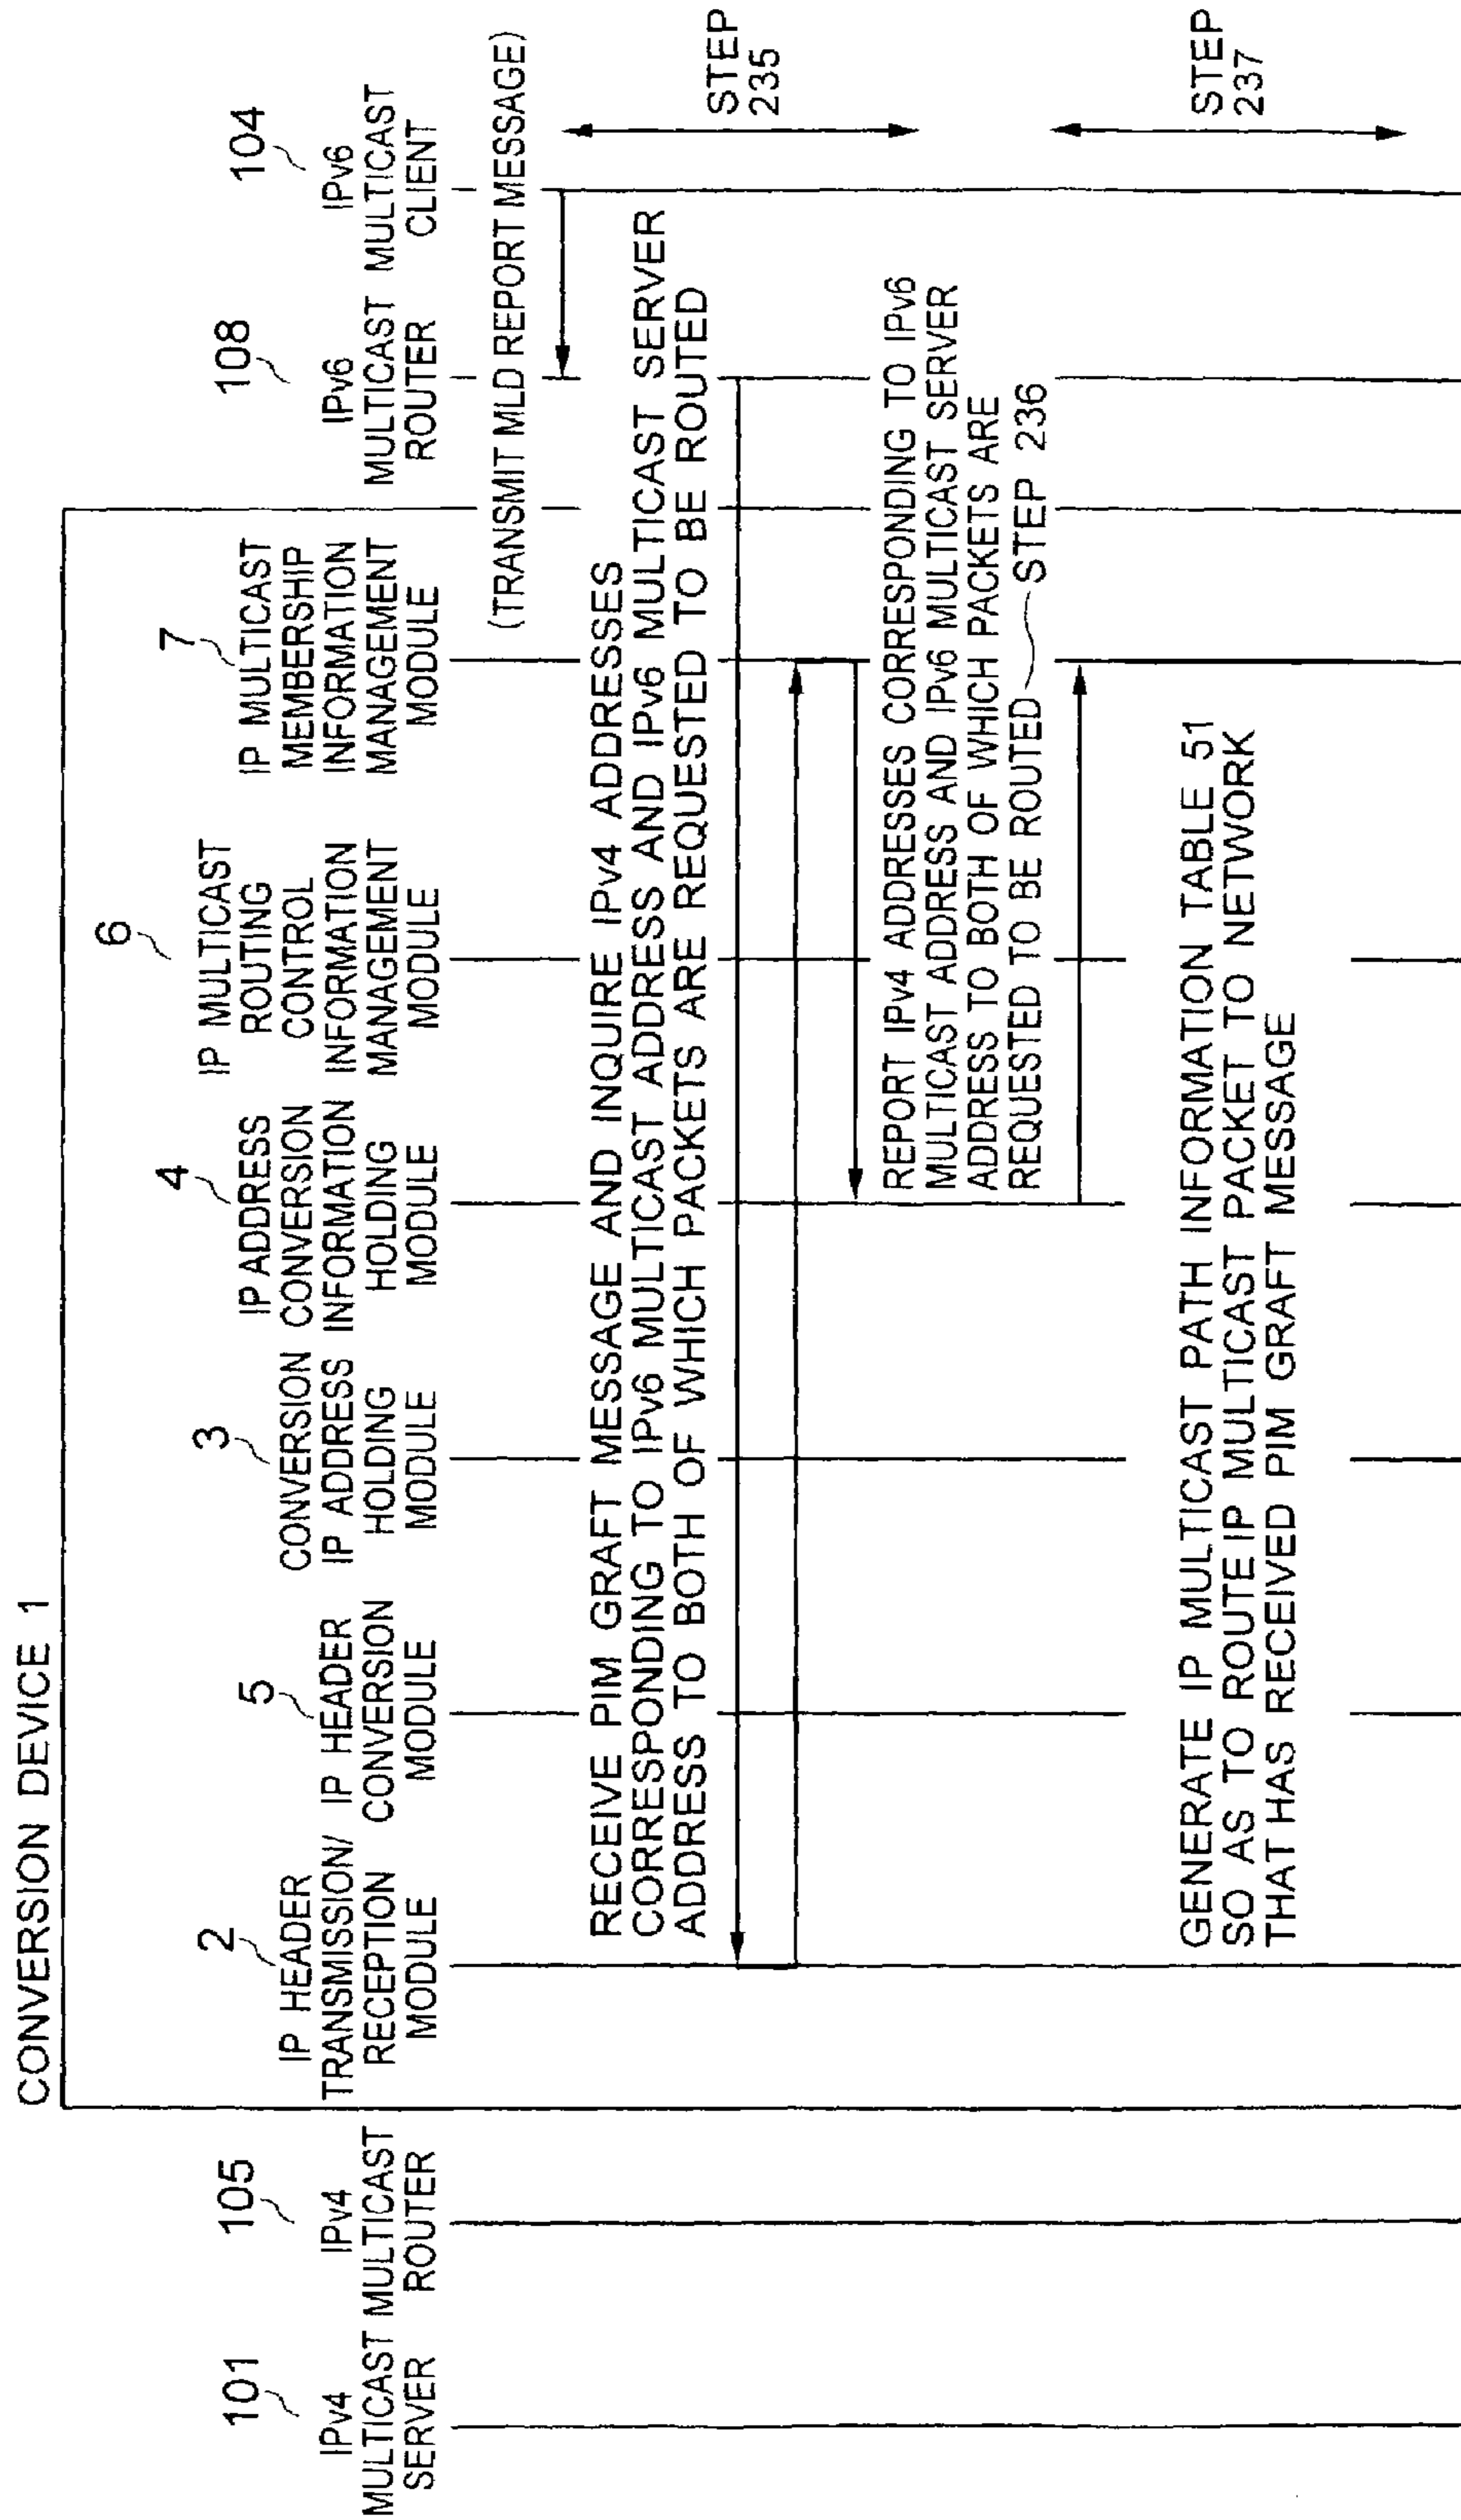 CONVERSION DEVICE 1
101
IPv4
MULTICAST
SERVER
105
IPv4
MULTICAST
ROUTER
2
IP HEADER
TRANSMISSION/
RECEPTION
MODULE
5
IP HEADER
CONVERSION
MODULE
3
CONVERSION
IP ADDRESS
HOLDING
MODULE
4
IP ADDRESS
CONVERSION
INFORMATION
HOLDING
MODULE
6
IP MULTICAST
ROUTING
CONTROL
INFORMATION
MANAGEMENT
MODULE
7
IP MULTICAST
MEMBERSHIP
INFORMATION
MANAGEMENT
MODULE
108
IPv6
MULTICAST
ROUTER
104
IPv6
MULTICAST
CLIENT
(TRANSMIT MLD REPORT MESSAGE)
RECEIVE PIM GRAFT MESSAGE AND INQUIRE IPv4 ADDRESSES
CORRESPONDING TO IPv6 MULTICAST ADDRESS AND IPv6 MULTICAST SERVER
ADDRESS TO BOTH OF WHICH PACKETS ARE REQUESTED TO BE ROUTED
STEP
235
REPORT IPv4 ADDRESSES CORRESPONDING TO IPv6
MULTICAST ADDRESS AND IPv6 MULTICAST SERVER
ADDRESS TO BOTH OF WHICH PACKETS ARE
REQUESTED TO BE ROUTED
STEP 236
GENERATE IP MULTICAST PATH INFORMATION TABLE 51
SO AS TO ROUTE IP MULTICAST PACKET TO NETWORK
THAT HAS RECEIVED PIM GRAFT MESSAGE
STEP
237